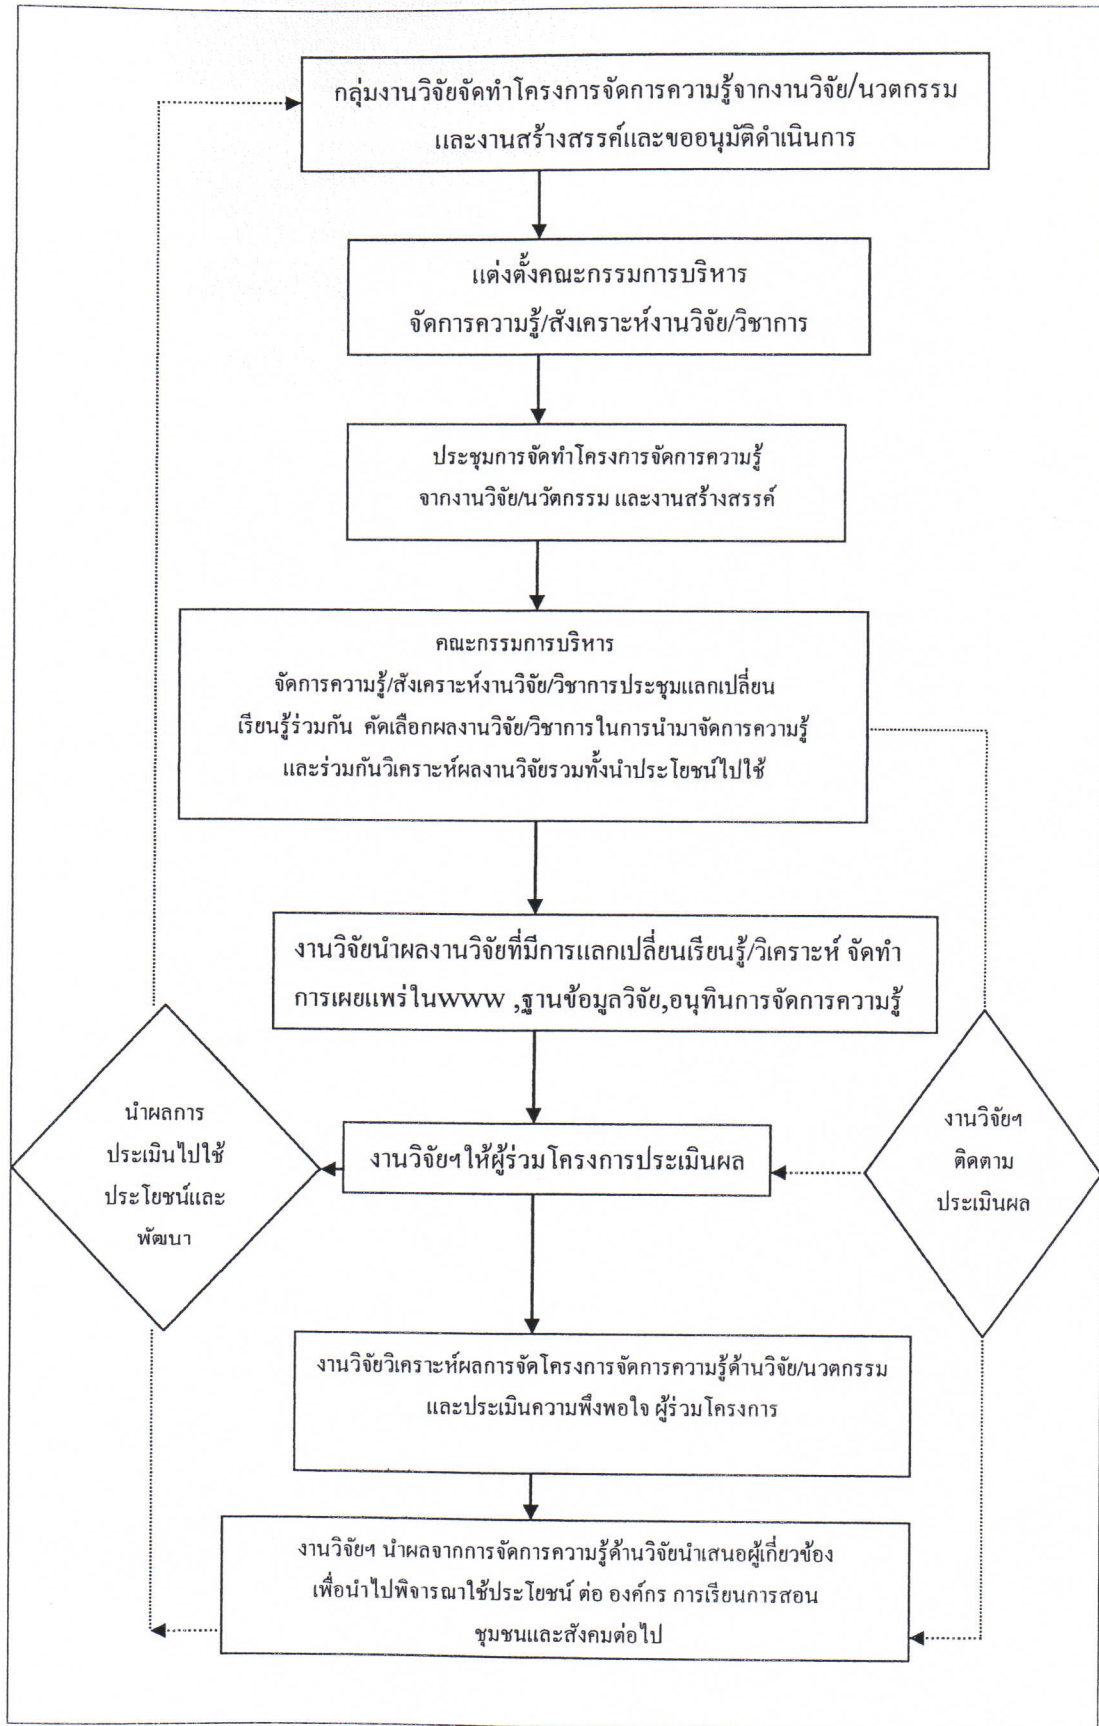 กลุ่มงานวิจัยจัดทำโครงการจัดการความรู้จากงานวิจัย/นวตกรรม
และงานสร้างสรรค์และขออนุมัติดำเนินการ
แต่งตั้งคณะกรรมการบริหาร
จัดการความรู้/สังเคราะห์งานวิจัย/วิชาการ
ประชุมการจัดทำโครงการจัดการความรู้
จากงานวิจัย/นวัตกรรม และงานสร้างสรรค์
คณะกรรมการบริหาร
จัดการความรู้/สังเคราะห์งานวิจัย/วิชาการประชุมแลกเปลี่ยน
เรียนรู้ร่วมกัน คัดเลือกผลงานวิจัย/วิชาการในการนำมาจัดการความรู้
และร่วมกันวิเคราะห์ผลงานวิจัยรวมทั้งนำประโยชน์ไปใช้
งานวิจัยนำผลงานวิจัยที่มีการแลกเปลี่ยนเรียนรู้/วิเคราะห์ จัดทำ
การเผยแพร่ในwww ,ฐานข้อมูลวิจัย,อนุทินการจัดการความรู้
นำผลการ
ประเมินไปใช้
ประโยชน์และ
พัฒนา
งานวิจัยฯให้ผู้ร่วมโครงการประเมินผล
งานวิจัยฯ
ติดตาม
ประเมินผล
งานวิจัยวิเคราะห์ผลการจัดโครงการจัดการความรู้ด้านวิจัย/นวตกรรม
และประเมินความพึงพอใจ ผู้ร่วมโครงการ
งานวิจัยฯ นำผลจากการจัดการความรู้ด้านวิจัยนำเสนอผู้เกี่ยวข้อง
เพื่อนำไปพิจารณาใช้ประโยชน์ ต่อ องค์กร การเรียนการสอน
ชุมชนและสังคมต่อไป